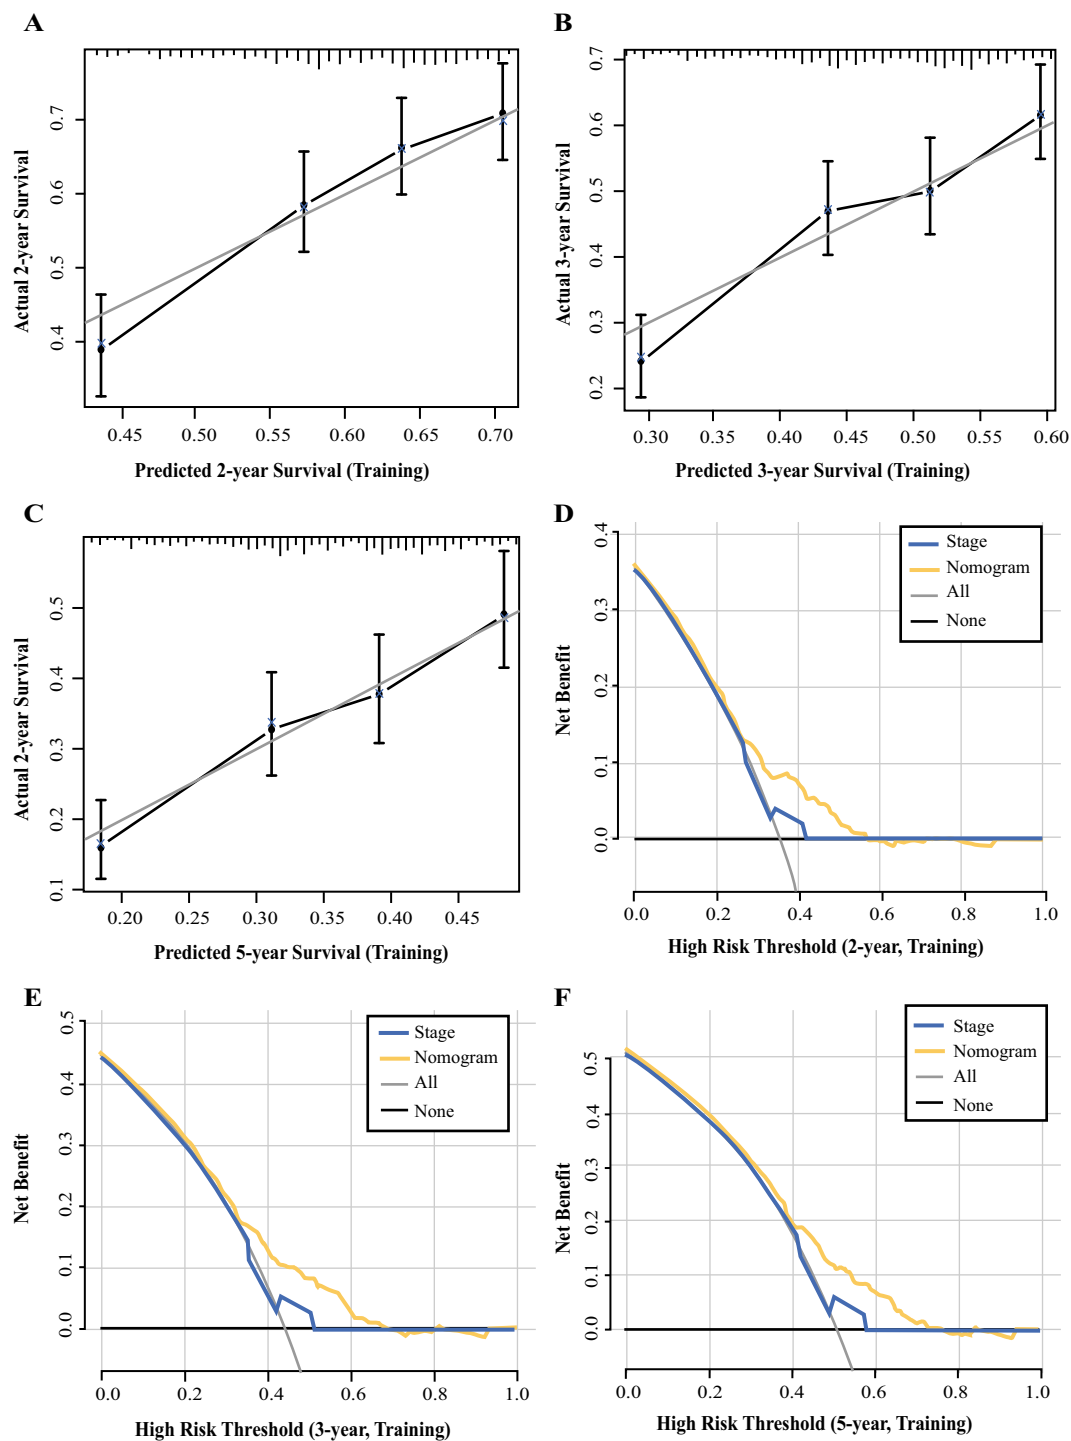 A
Actual 2-year Survival
0.7
0.6
0.5
0.4
0.45 0.50 0.55 0.60 0.65 0.70
Predicted 2-year Survival (Training)
B
Actual 3-year Survival
0.7
0.6
0.5
0.4
0.3
0.2
0.30 0.35 0.40 0.45 0.50 0.55 0.60
Predicted 3-year Survival (Training)
C
Actual 2-year Survival
0.5
0.4
0.3
0.2
0.1
0.20 0.30 0.35 0.40 0.45
Predicted 5-year Survival (Training)
D
Net Benefit
0.4
0.3
0.2
0.1
0.0
Stage
Nomogram
All
None
0.0 0.2 0.4 0.6 0.8 1.0
High Risk Threshold (2-year, Training)
E
Net Benefit
0.5
0.4
0.3
0.2
0.1
0.0
Stage
Nomogram
All
None
0.0 0.2 0.4 0.6 0.8 1.0
High Risk Threshold (3-year, Training)
F
Net Benefit
0.5
0.4
0.3
0.2
0.1
0.0
Stage
Nomogram
All
None
0.0 0.2 0.4 0.6 0.8 1.0
High Risk Threshold (5-year, Training)